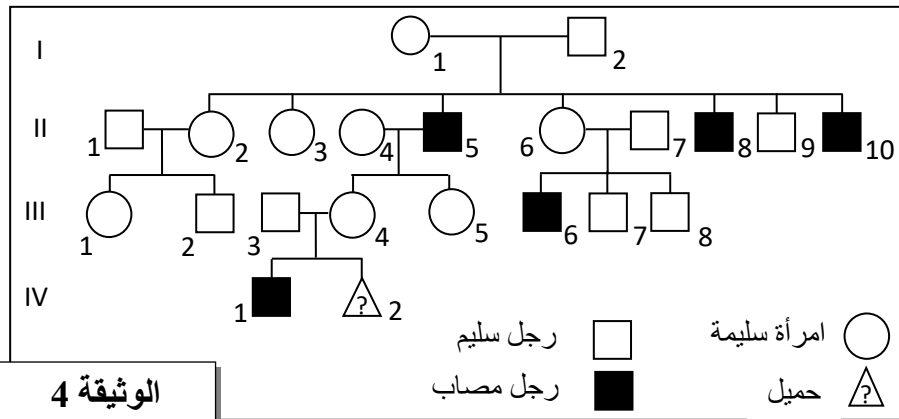 I
1 2
II
1 2 3 4 5 6 7 8 9 10
III
1 2 3 4 5 6 7 8
IV
1 ? 2
امرأة سليمة رجل سليم
حميل ? رجل مصاب
الوثيقة 4